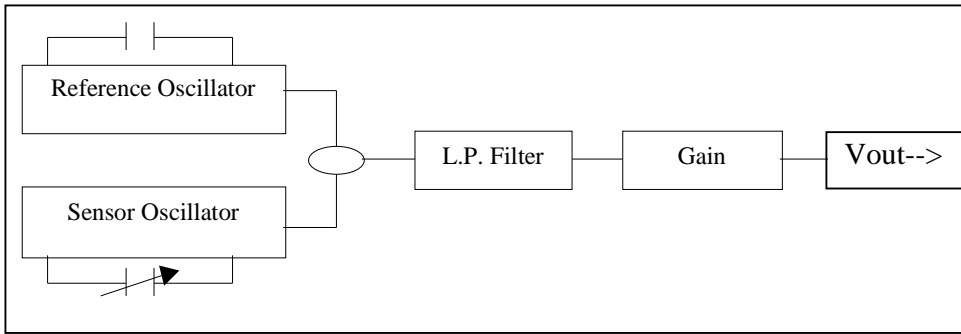 Reference Oscillator
L.P. Filter
Gain
Vout-->
Sensor Oscillator